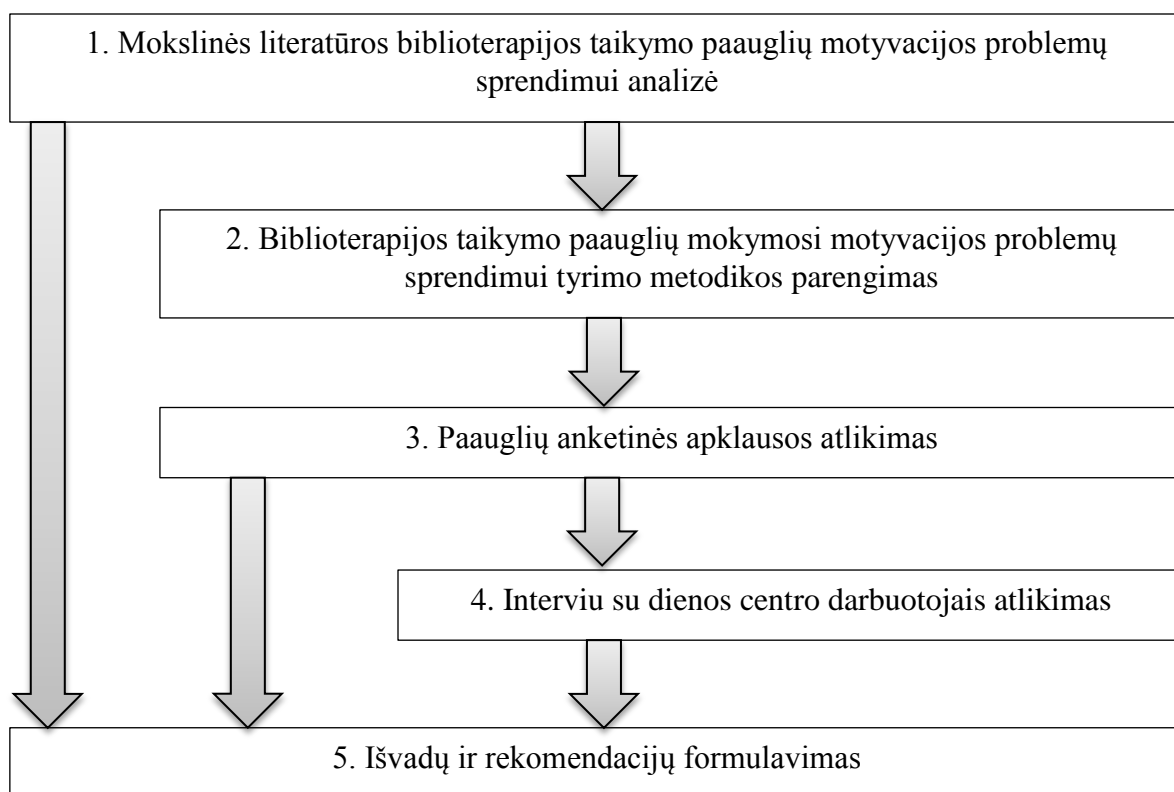 1. Mokslinės literatūros biblioterapijos taikymo paauglių motyvacijos problemų
sprendimui analizė
2. Biblioterapijos taikymo paauglių mokymosi motyvacijos problemų
sprendimui tyrimo metodikos parengimas
3. Paauglių anketinės apklausos atlikimas
4. Interviu su dienos centro darbuotojais atlikimas
5. Išvadų ir rekomendacijų formulavimas